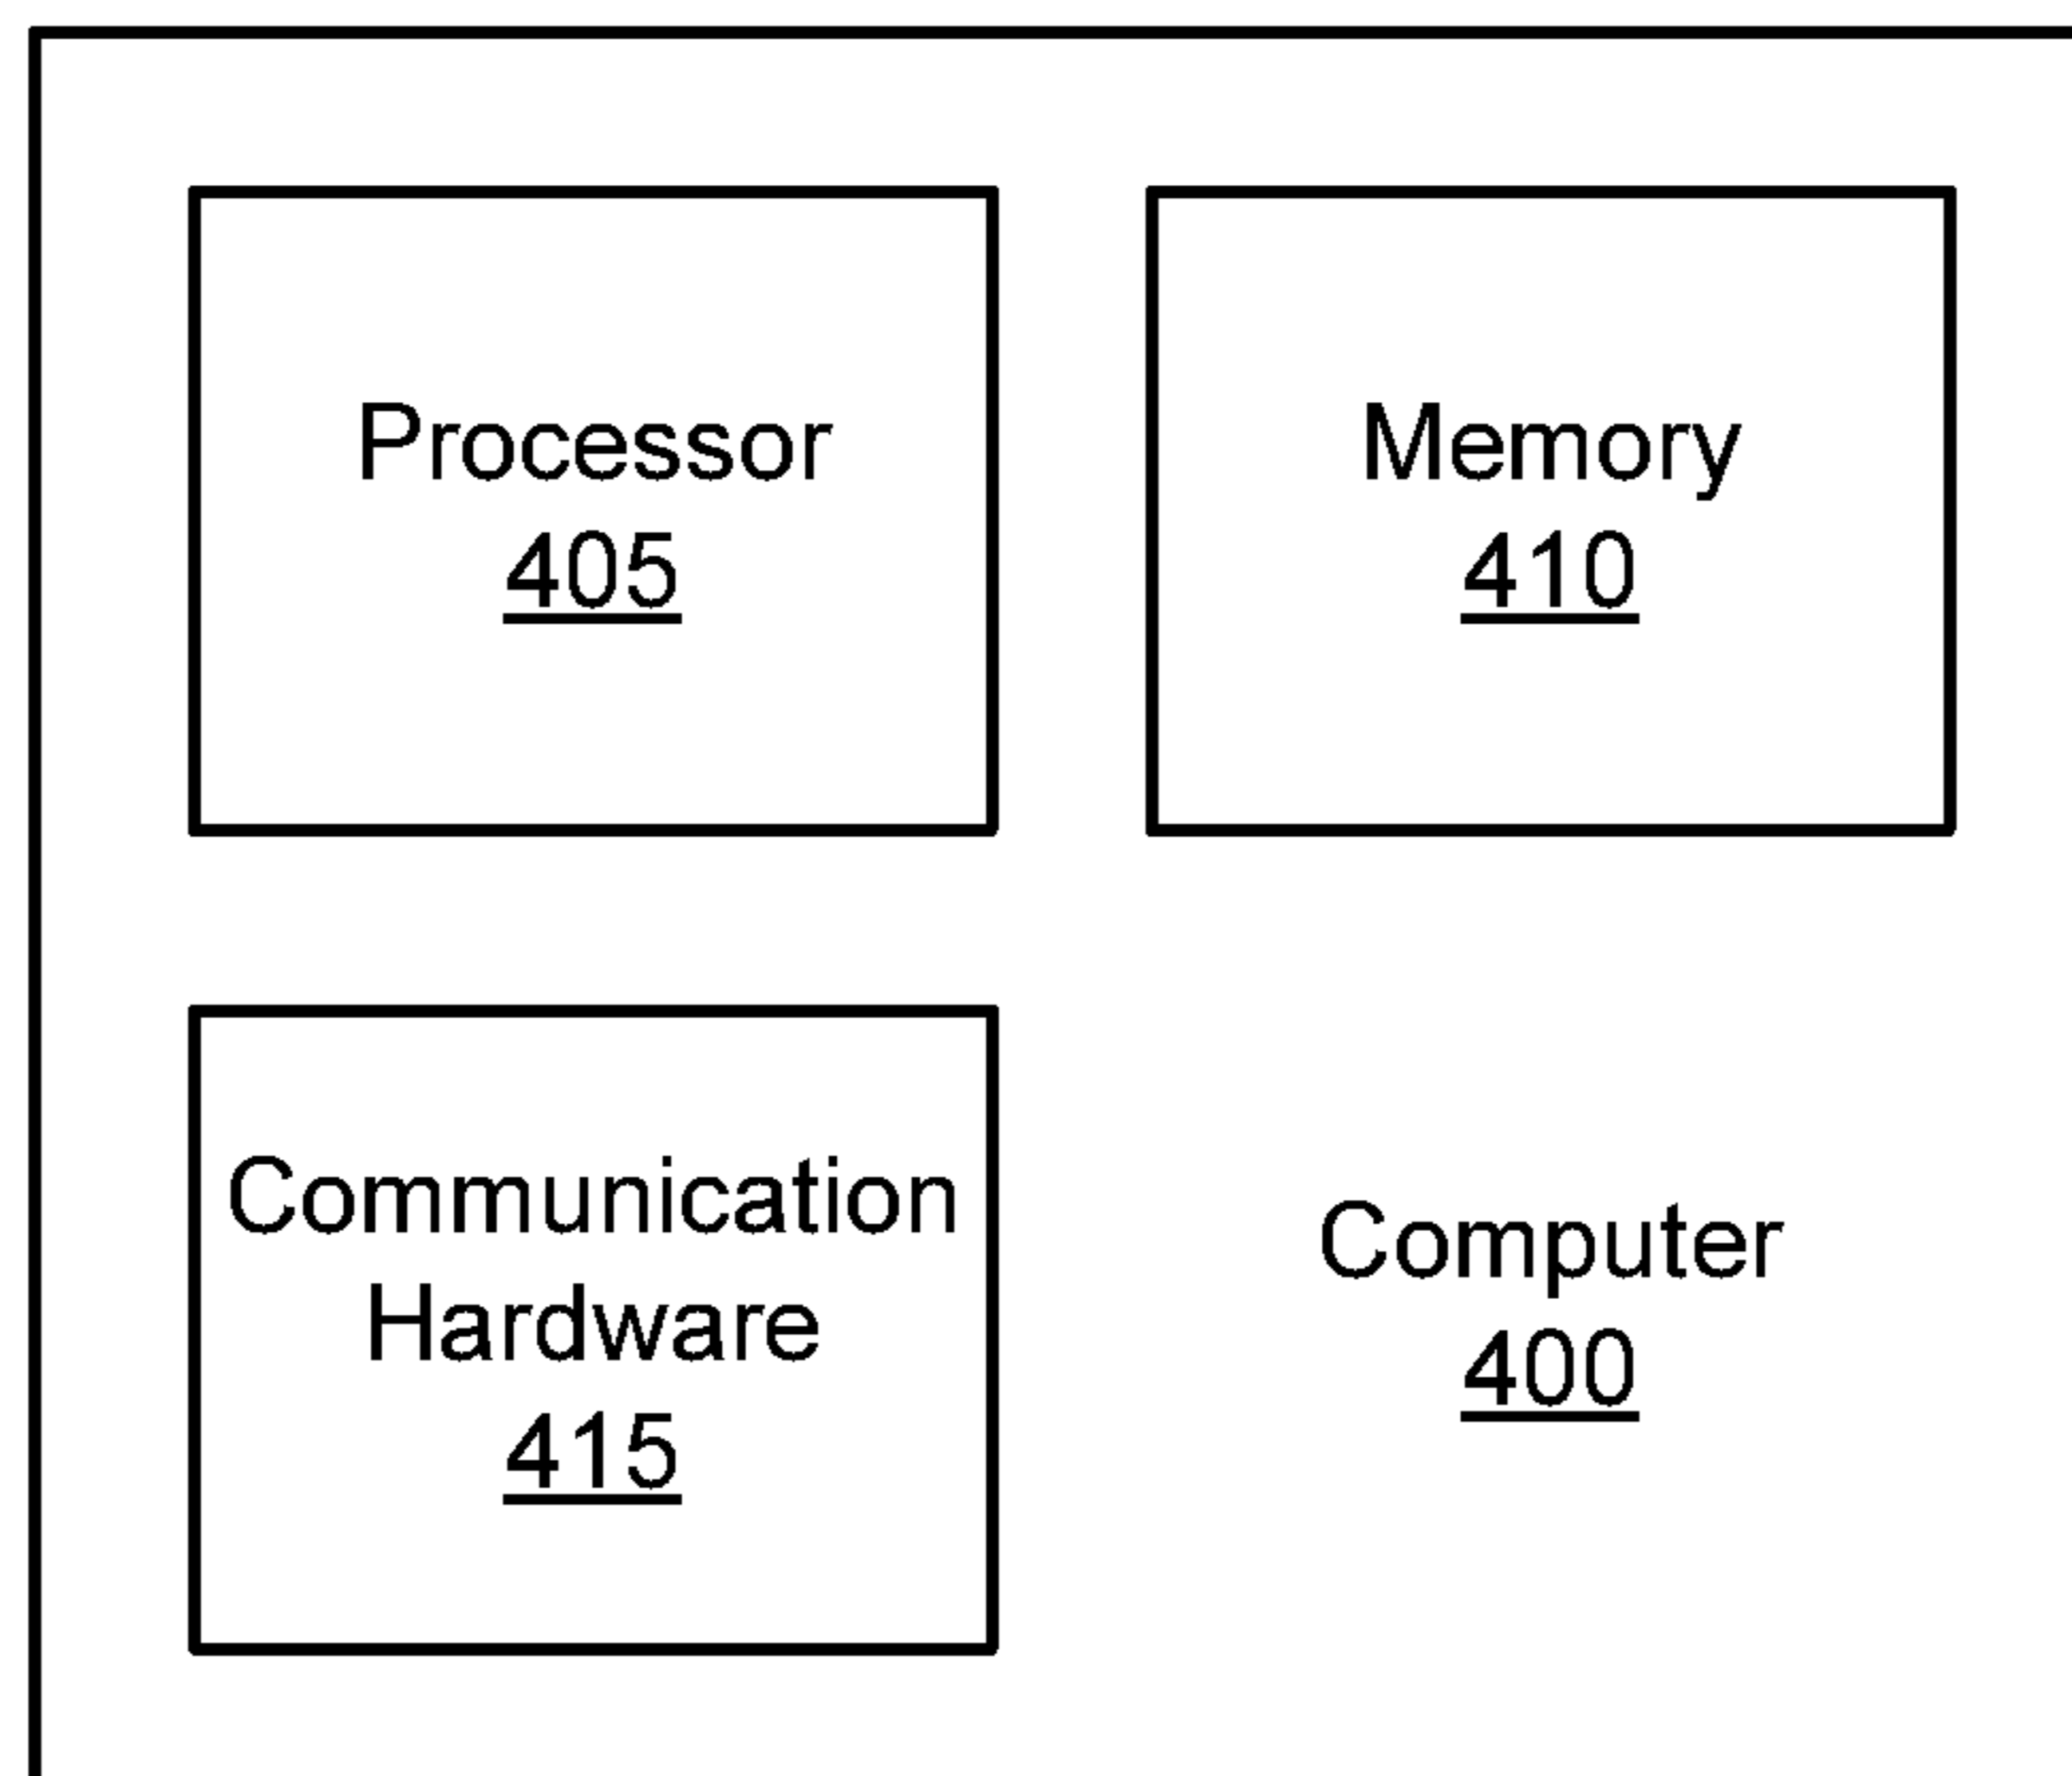 Processor
405
Memory
410
Communication
Hardware
415
Computer
400